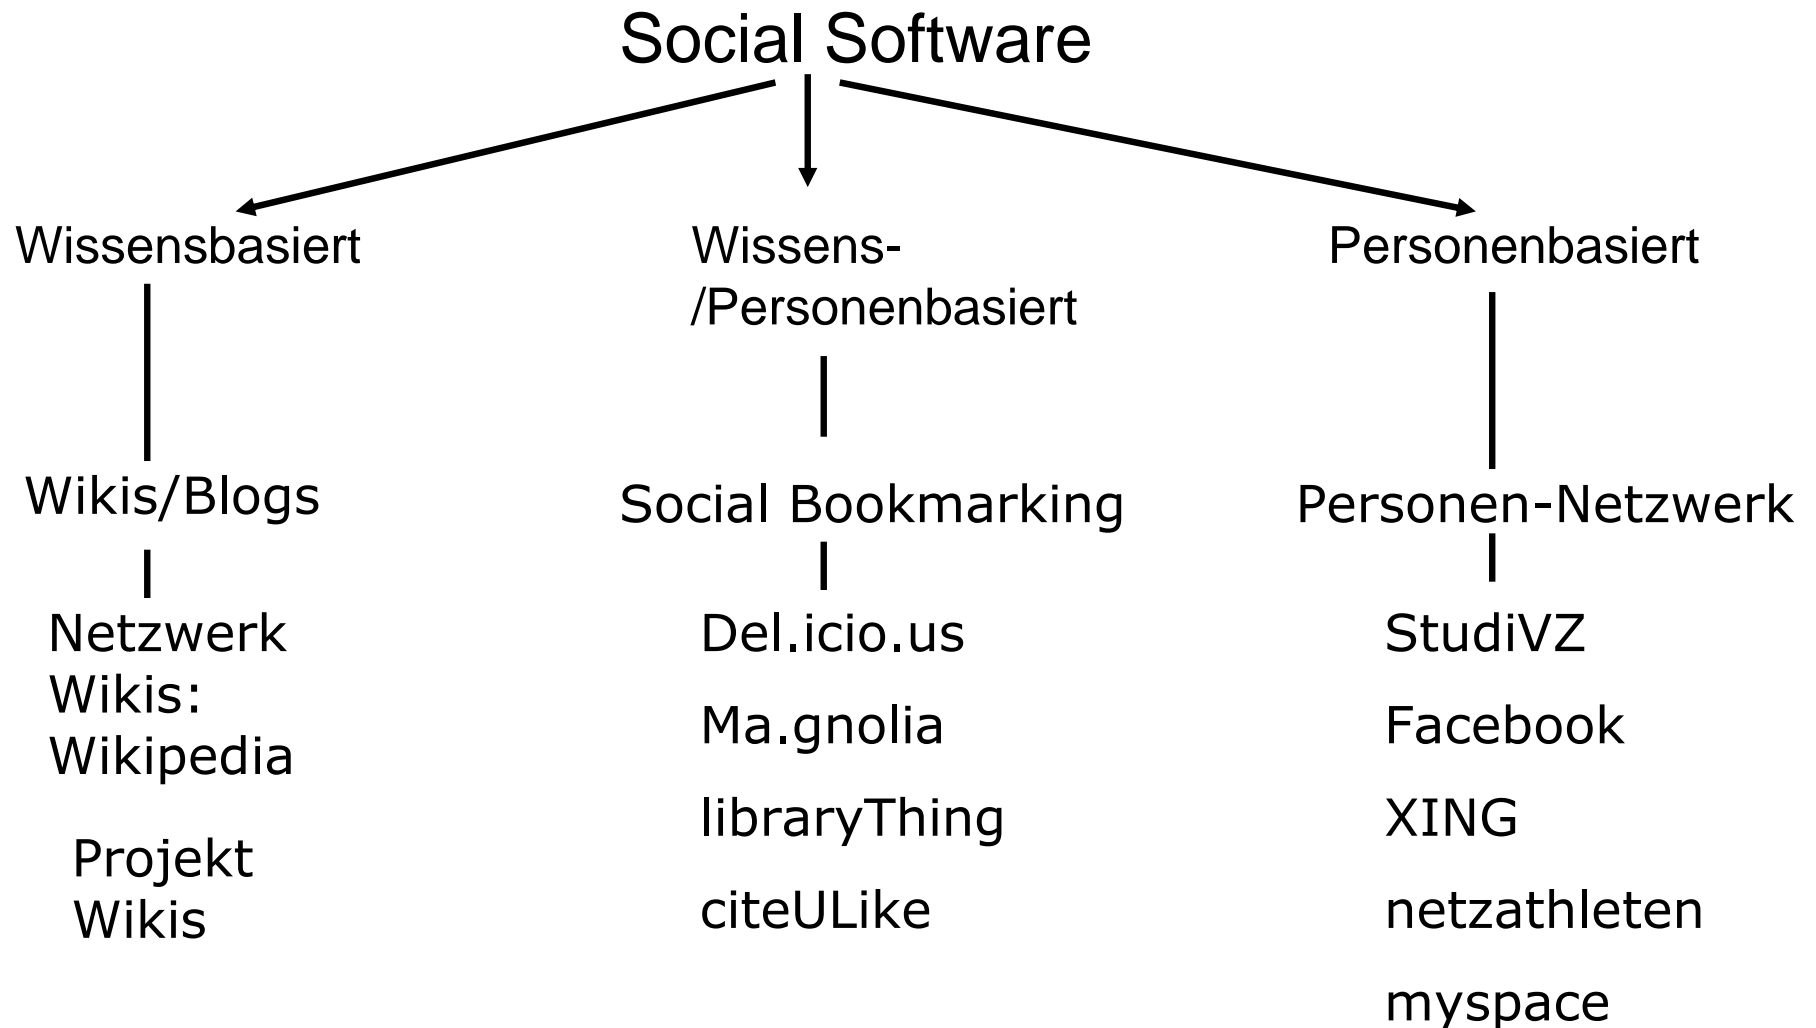 Social Software
Wissensbasiert
Wissens-
/Personenbasiert
Personenbasiert
Wikis/Blogs
Social Bookmarking
Personen-Netzwerk
Netzwerk
Wikis:
Wikipedia
Projekt
Wikis
Del.icio.us
Ma.gnolia
libraryThing
citeULike
StudiVZ
Facebook
XING
netzathleten
myspace